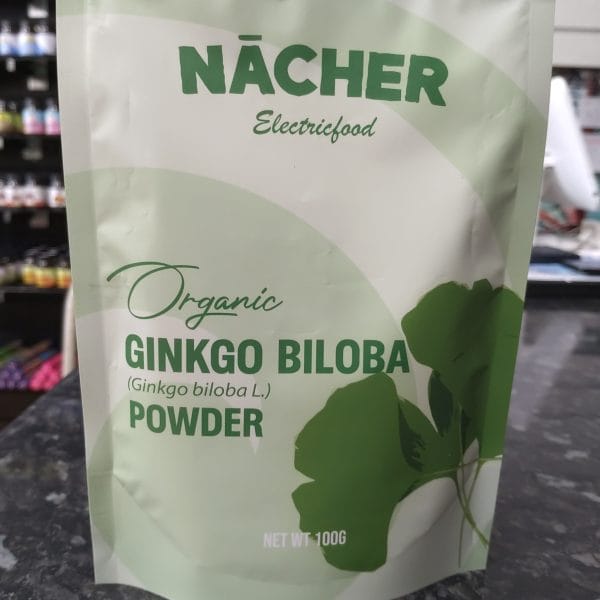 NĀCHER
Electricfood
Organic
GINKGO BILOBA
(Ginkgo biloba L.)
POWDER
NET WT 100G